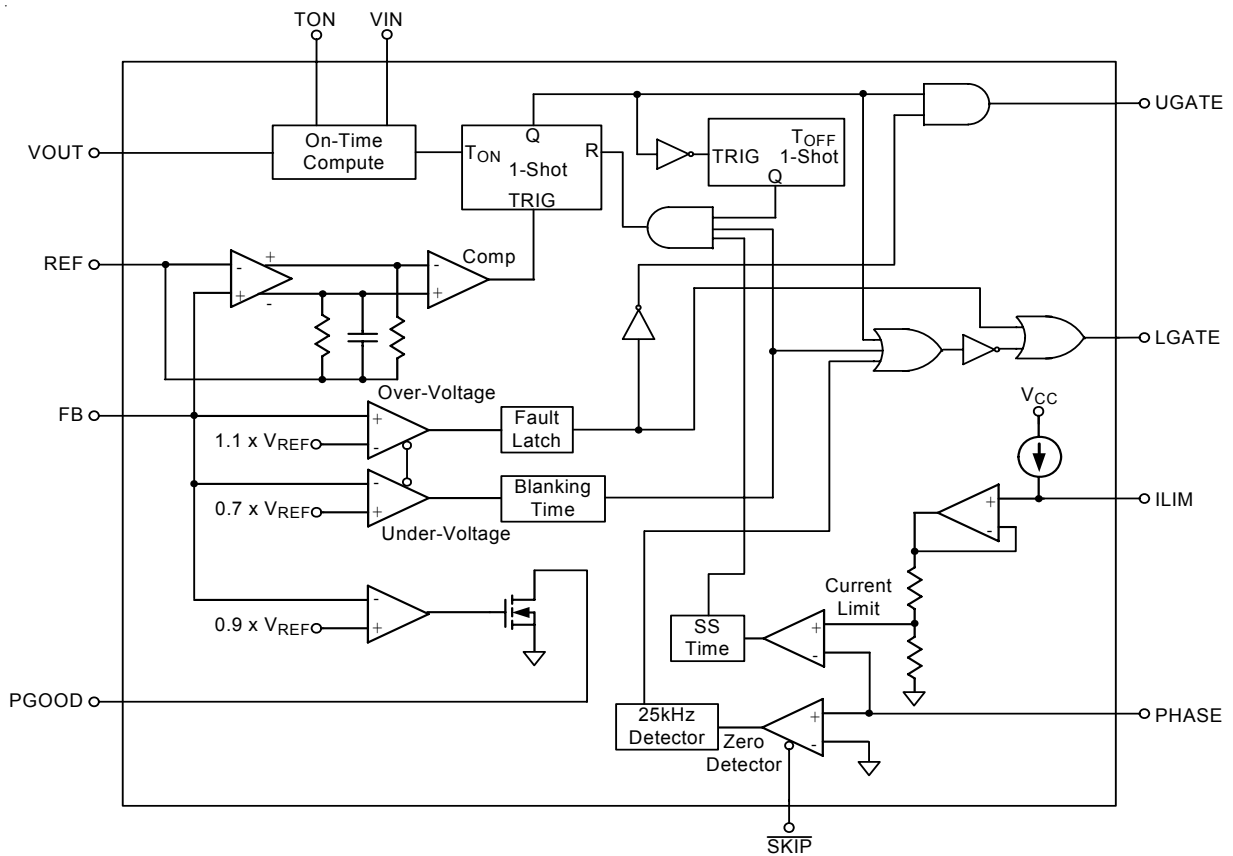 TON VIN
UGATE
VOUT
On-Time
Compute
Q
TON
1-Shot
R
TRIG
TRIG
TOFF
1-Shot
Q
REF
-
+
+
-
-
+
Comp
LGATE
FB
Over-Voltage
+
-
1.1 x VREF
Fault
Latch
VCC
-
+
0.7 x VREF
Under-Voltage
Blanking
Time
+
-
ILIM
-
+
0.9 x VREF
Current
Limit
SS
Time
+
-
PGOOD
25kHz
Detector
Zero
Detector
+
-
PHASE
SKIP